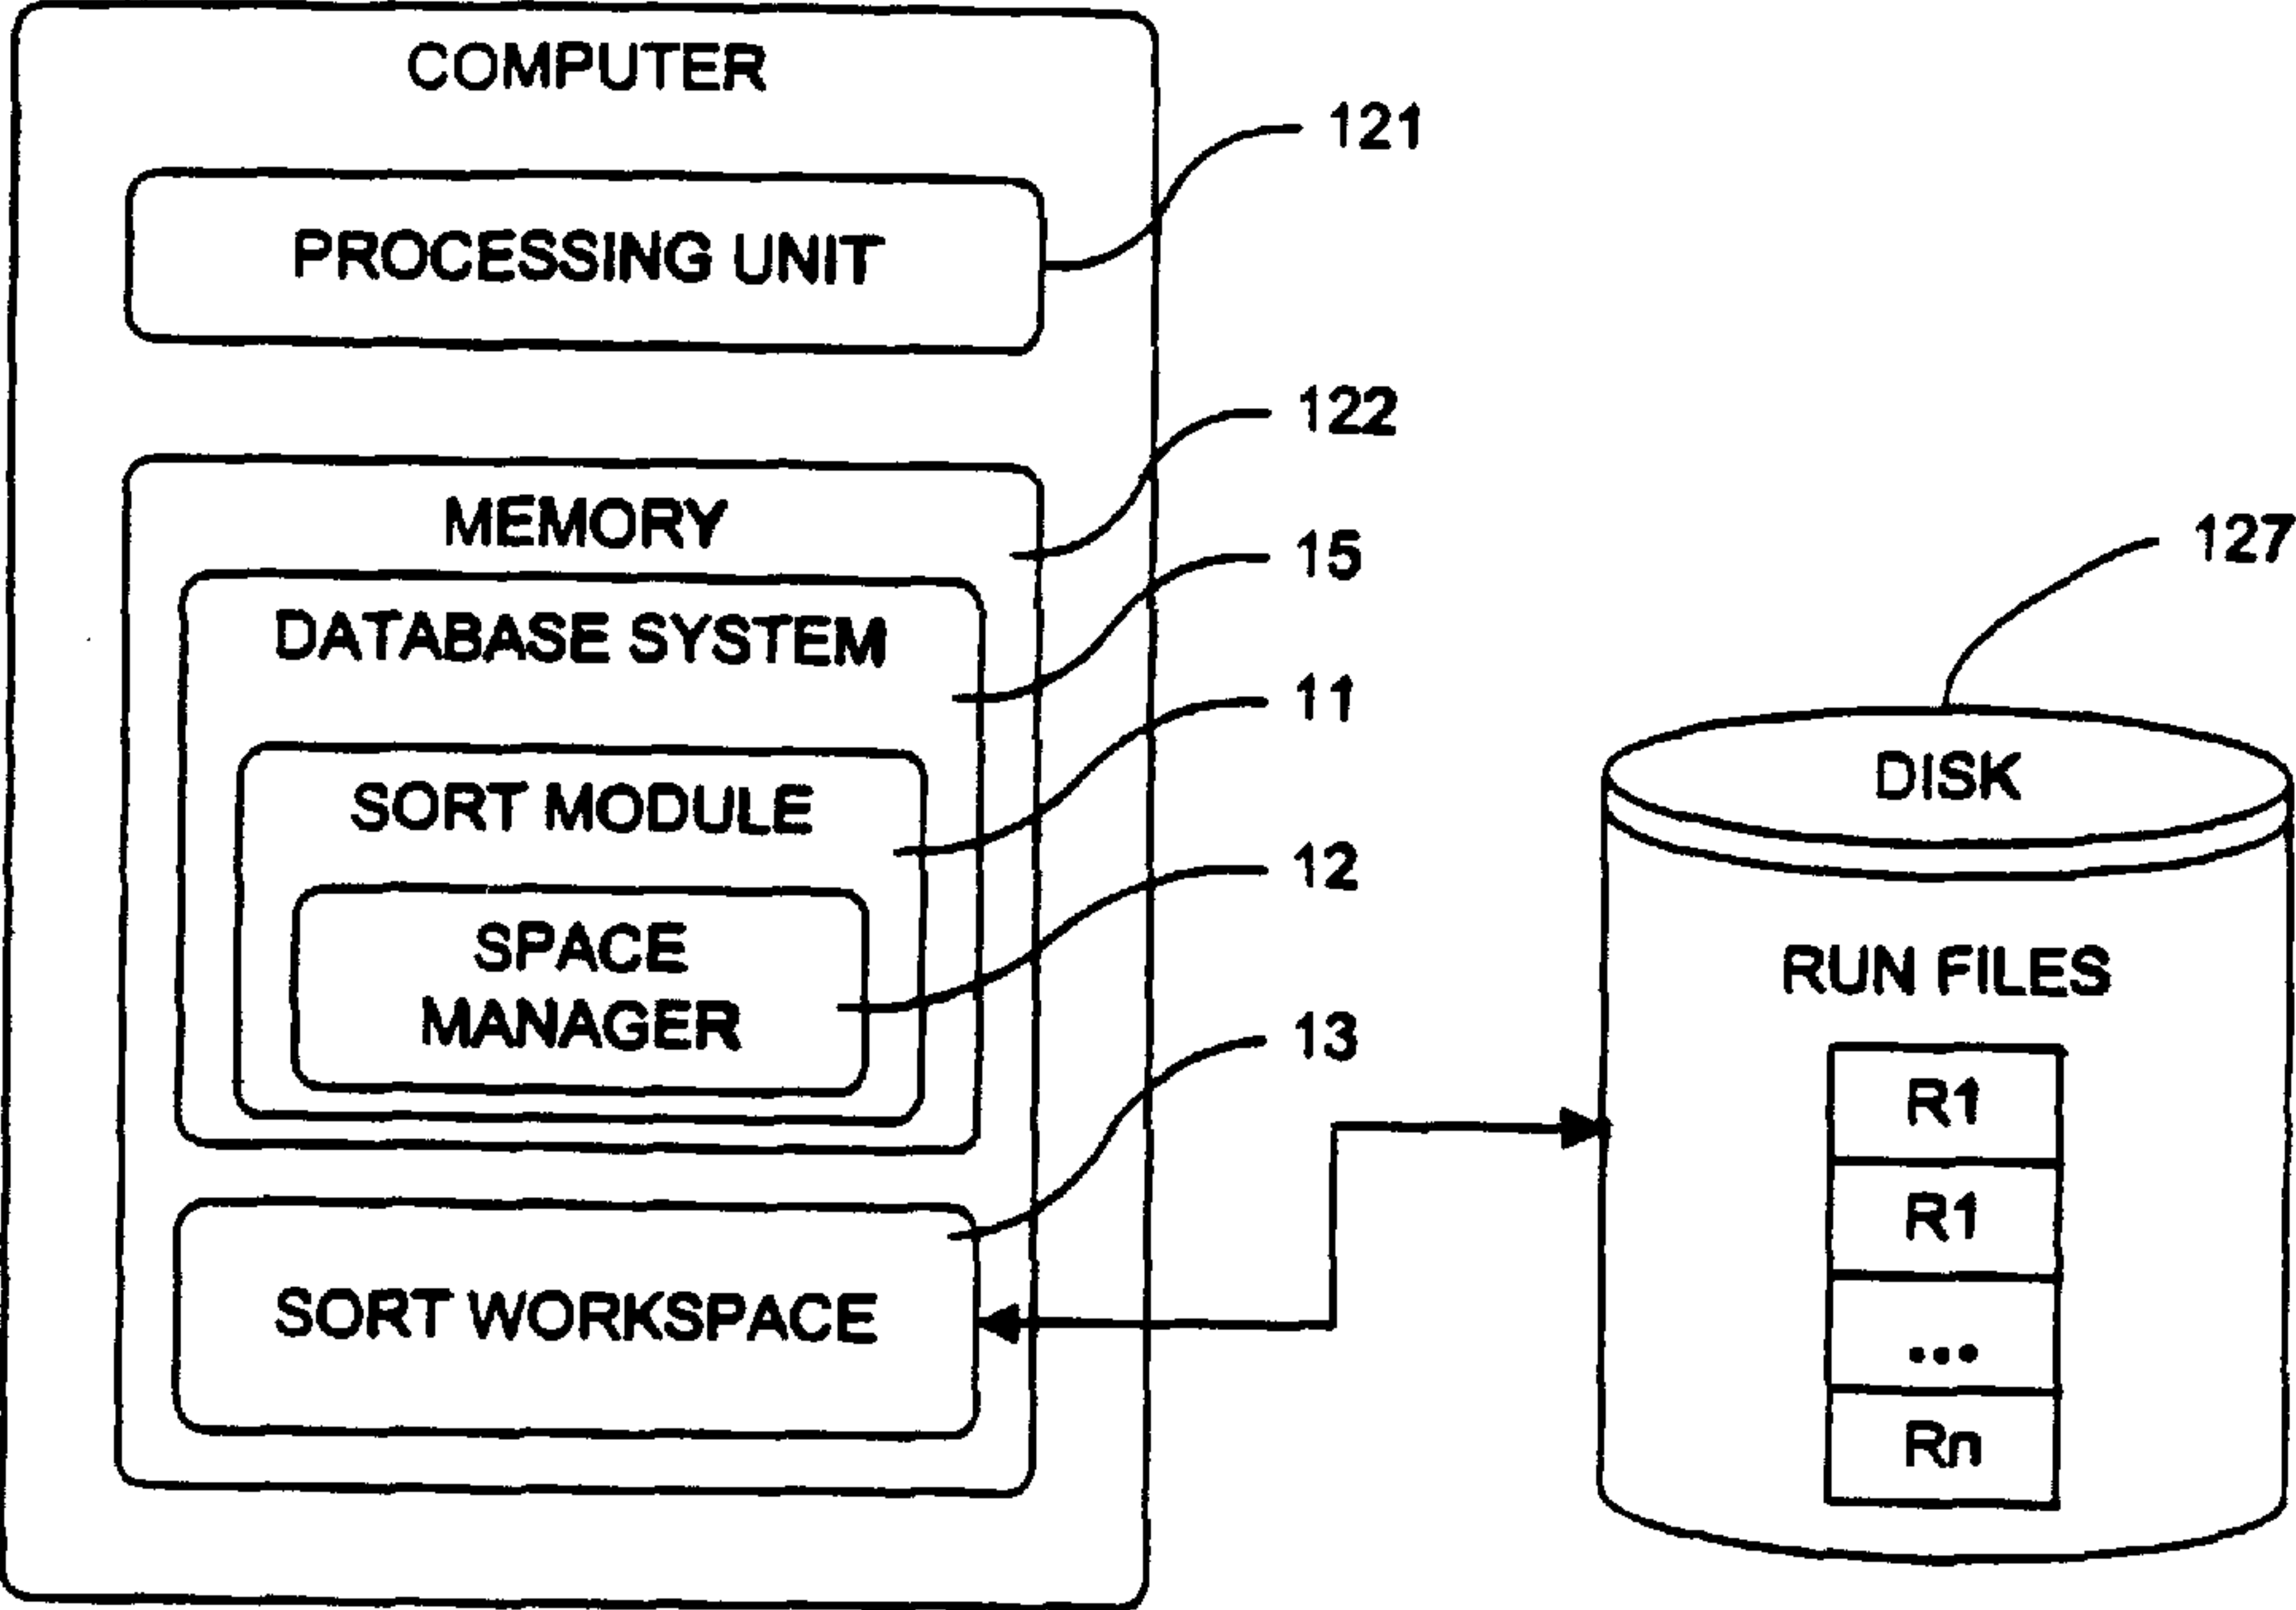 COMPUTER
121
PROCESSING UNIT
122
MEMORY
15
127
DATABASE SYSTEM
11
SORT MODULE
DISK
12
SPACE
MANAGER
RUN FILES
13
R1
R1
SORT WORKSPACE
...
Rn